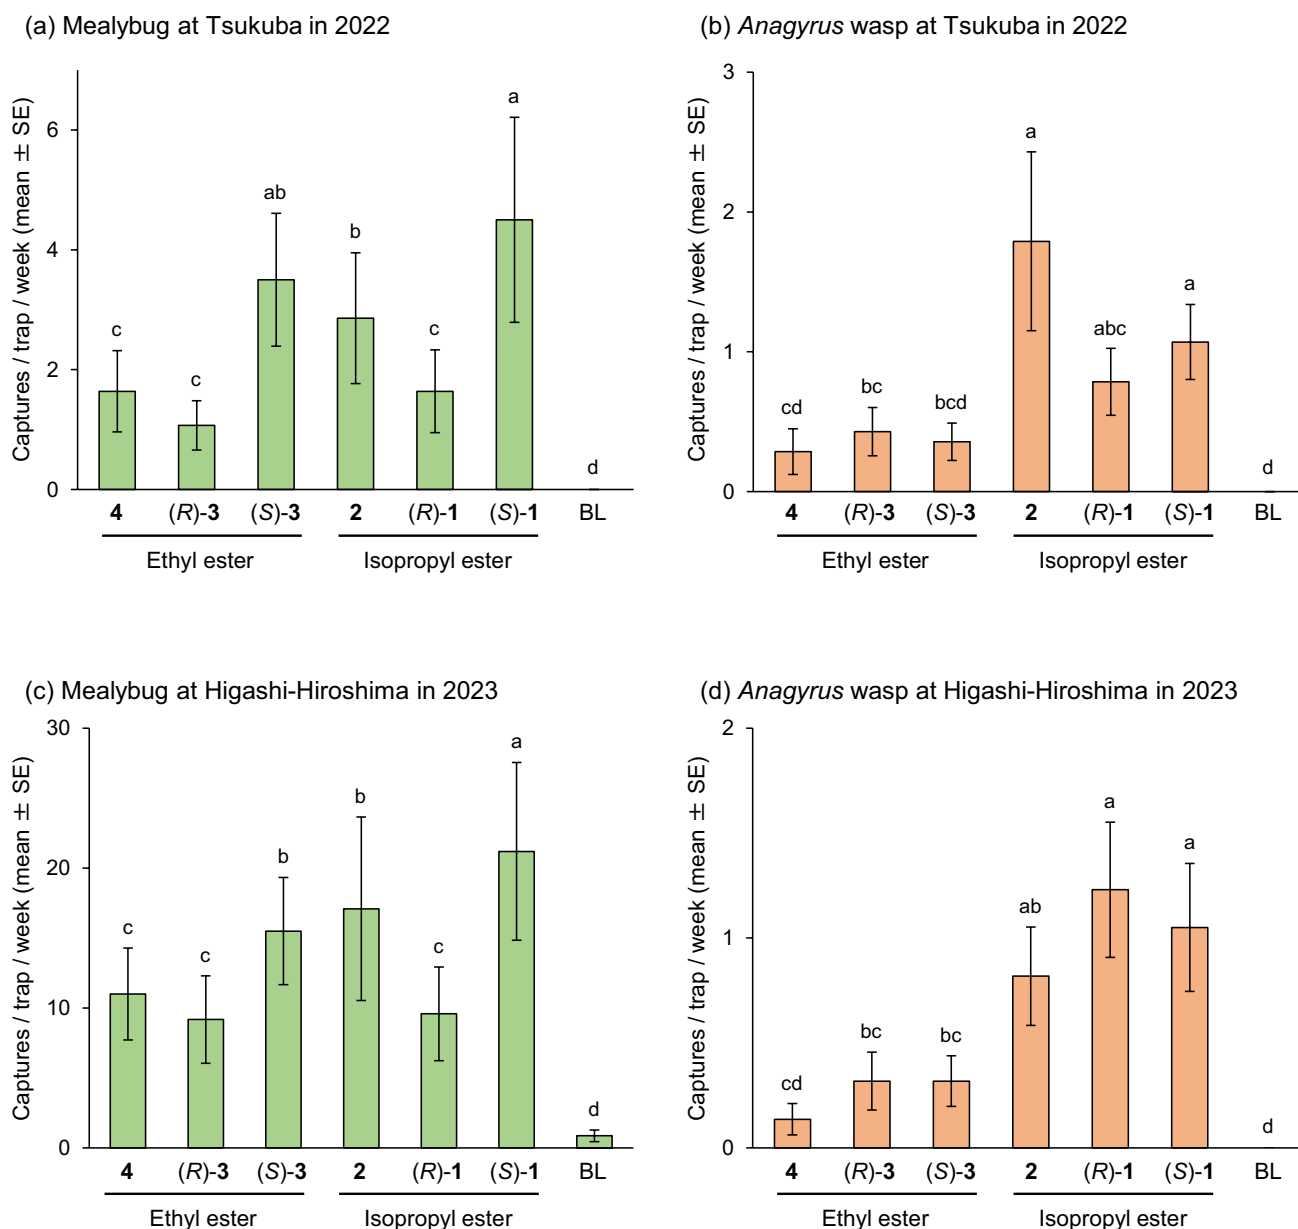 (a) Mealybug at Tsukuba in 2022
Captures / trap / week (mean ± SE)
6
4
2
0
c
c
ab
b
c
a
d
4 (R)-3 (S)-3 2 (R)-1 (S)-1 BL
Ethyl ester Isopropyl ester
(b) Anagyrus wasp at Tsukuba in 2022
Captures / trap / week (mean ± SE)
3
2
1
0
cd
bc
bcd
a
abc
a
d
4 (R)-3 (S)-3 2 (R)-1 (S)-1 BL
Ethyl ester Isopropyl ester
(c) Mealybug at Higashi-Hiroshima in 2023
Captures / trap / week (mean ± SE)
30
20
10
0
c
c
b
b
c
a
d
4 (R)-3 (S)-3 2 (R)-1 (S)-1 BL
Ethyl ester Isopropyl ester
(d) Anagyrus wasp at Higashi-Hiroshima in 2023
Captures / trap / week (mean ± SE)
2
1
0
cd
bc
bc
ab
a
a
d
4 (R)-3 (S)-3 2 (R)-1 (S)-1 BL
Ethyl ester Isopropyl ester